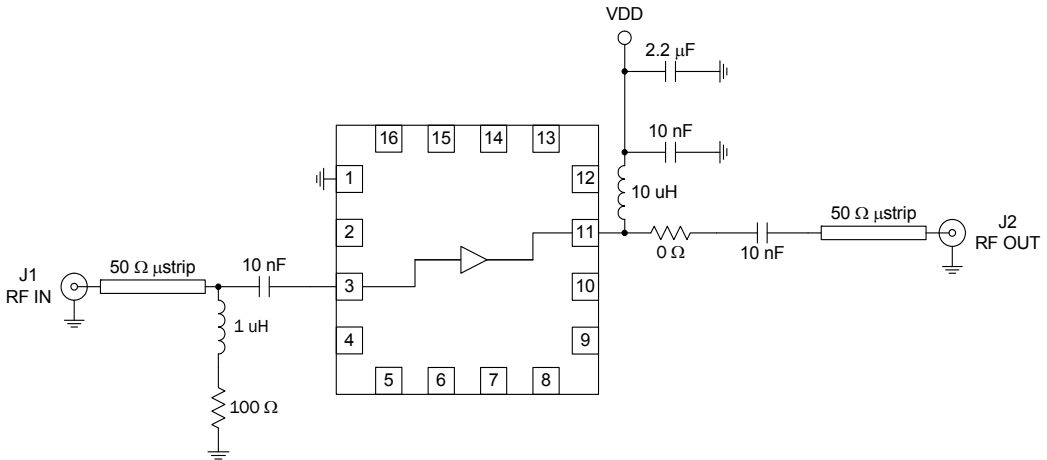 VDD
2.2 μF
10 nF
10 uH
16 15 14 13
1
2
3
4
5 6 7 8
12
11
10
9
J1
RF IN
50 Ω μstrip
10 nF
1 uH
100 Ω
0 Ω
10 nF
50 Ω μstrip
J2
RF OUT